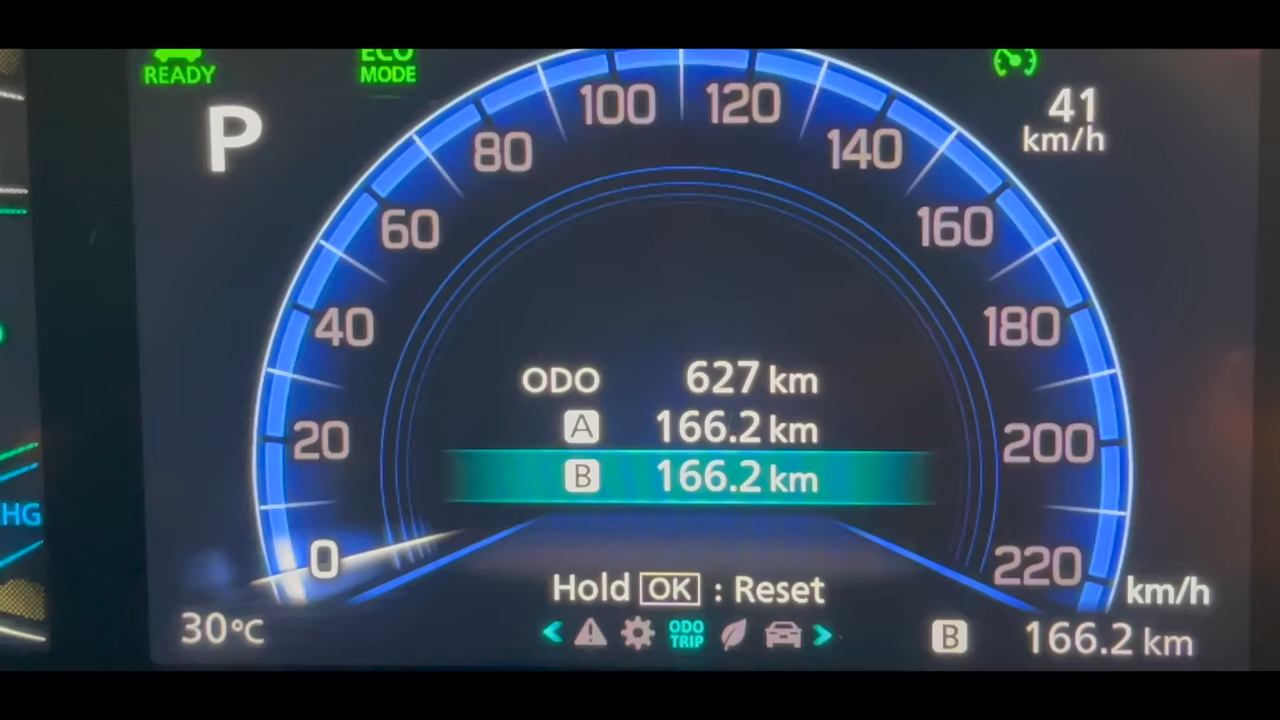 READY
ECO
MODE
P
41
km/h
0
20
40
60
80
100
120
140
160
180
200
220
km/h
ODO 627 km
A 166.2 km
B 166.2 km
Hold OK : Reset
ODO
TRIP
30°C
B 166.2 km
HG